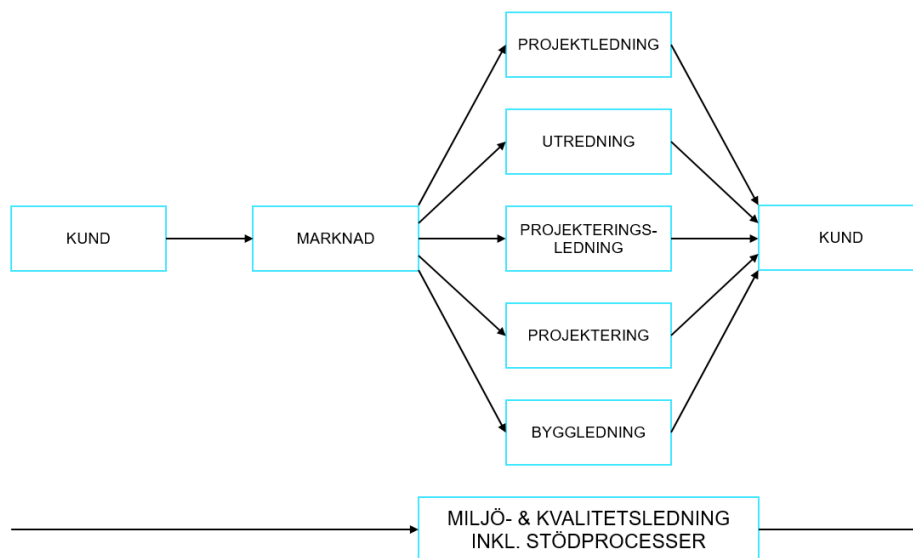 PROJEKTLEDNING
UTREDNING
KUND
MARKNAD
PROJEKTERINGS-
LEDNING
KUND
PROJEKTERING
BYGGLEDNING
MILJÖ- & KVALITETSLEDNING
INKL. STÖDPROCESSER